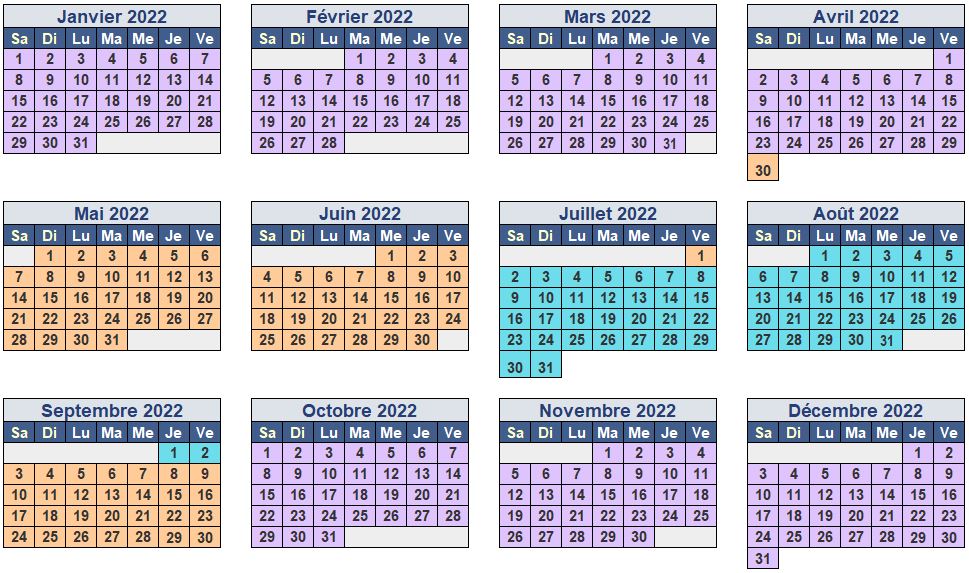 Janvier 2022 Février 2022 Mars 2022 Avril 2022
Sa Di Lu Ma Me Je Ve Sa Di Lu Ma Me Je Ve Sa Di Lu Ma Me Je Ve Sa Di Lu Ma Me Je Ve
1 2 3 4 5 6 7 1 2 3 4 1 2 3 4 1
8 9 10 11 12 13 14 5 6 7 8 9 10 11 5 6 7 8 9 10 11 2 3 4 5 6 7 8
15 16 17 18 19 20 21 12 13 14 15 16 17 18 12 13 14 15 16 17 18 9 10 11 12 13 14 15
22 23 24 25 26 27 28 19 20 21 22 23 24 25 19 20 21 22 23 24 25 16 17 18 19 20 21 22
29 30 31 26 27 28 26 27 28 29 30 31 23 24 25 26 27 28 29
30
Mai 2022 Juin 2022 Juillet 2022 Août 2022
Sa Di Lu Ma Me Je Ve Sa Di Lu Ma Me Je Ve Sa Di Lu Ma Me Je Ve Sa Di Lu Ma Me Je Ve
1 2 3 4 5 6 1 2 3 1 1 2 3 4 5
7 8 9 10 11 12 13 4 5 6 7 8 9 10 2 3 4 5 6 7 8 6 7 8 9 10 11 12
14 15 16 17 18 19 20 11 12 13 14 15 16 17 9 10 11 12 13 14 15 13 14 15 16 17 18 19
21 22 23 24 25 26 27 18 19 20 21 22 23 24 16 17 18 19 20 21 22 20 21 22 23 24 25 26
28 29 30 31 25 26 27 28 29 30 23 24 25 26 27 28 29 27 28 29 30 31
30 31
Septembre 2022 Octobre 2022 Novembre 2022 Décembre 2022
Sa Di Lu Ma Me Je Ve Sa Di Lu Ma Me Je Ve Sa Di Lu Ma Me Je Ve Sa Di Lu Ma Me Je Ve
1 2 1 2 3 4 5 6 7 1 2 3 4 1 2
3 4 5 6 7 8 9 8 9 10 11 12 13 14 5 6 7 8 9 10 11 3 4 5 6 7 8 9
10 11 12 13 14 15 16 15 16 17 18 19 20 21 12 13 14 15 16 17 18 10 11 12 13 14 15 16
17 18 19 20 21 22 23 22 23 24 25 26 27 28 19 20 21 22 23 24 25 17 18 19 20 21 22 23
24 25 26 27 28 29 30 29 30 31 26 27 28 29 30 24 25 26 27 28 29 30
31